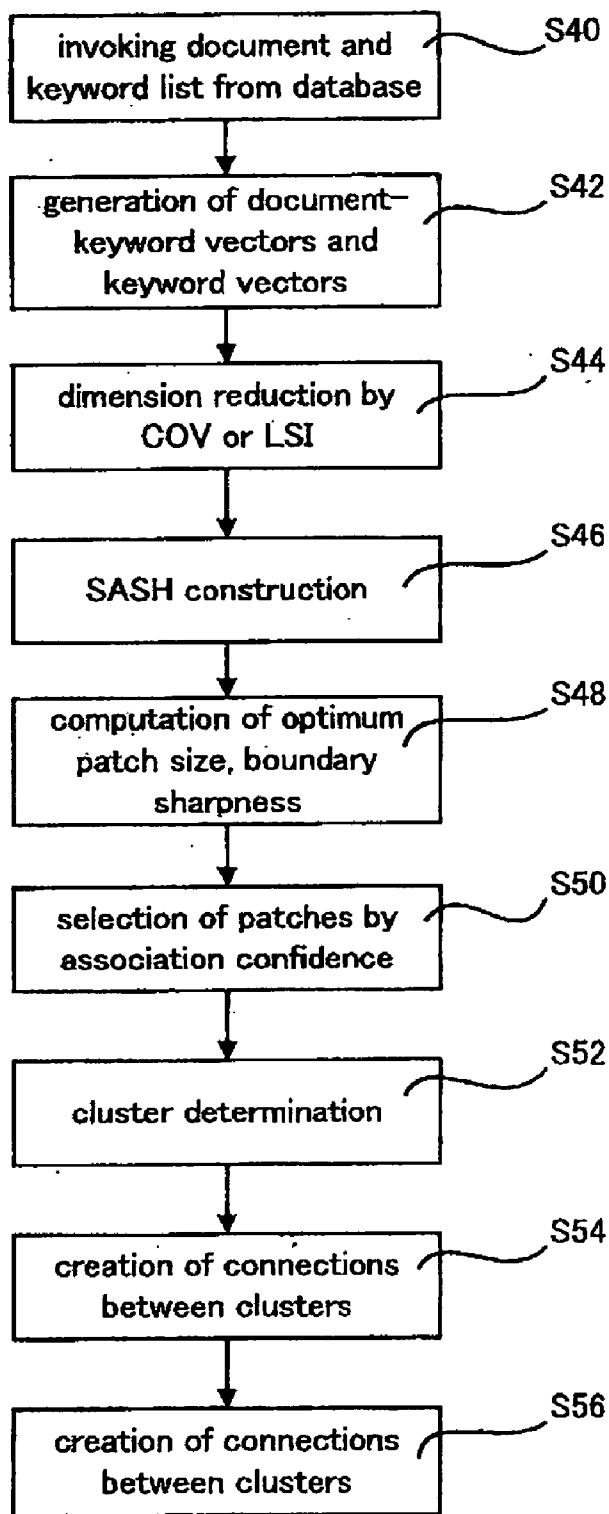 invoking document and
keyword list from database
S40
generation of document-
keyword vectors and
keyword vectors
S42
dimension reduction by
COV or LSI
S44
SASH construction
S46
computation of optimum
patch size, boundary
sharpness
S48
selection of patches by
association confidence
S50
cluster determination
S52
creation of connections
between clusters
S54
creation of connections
between clusters
S56